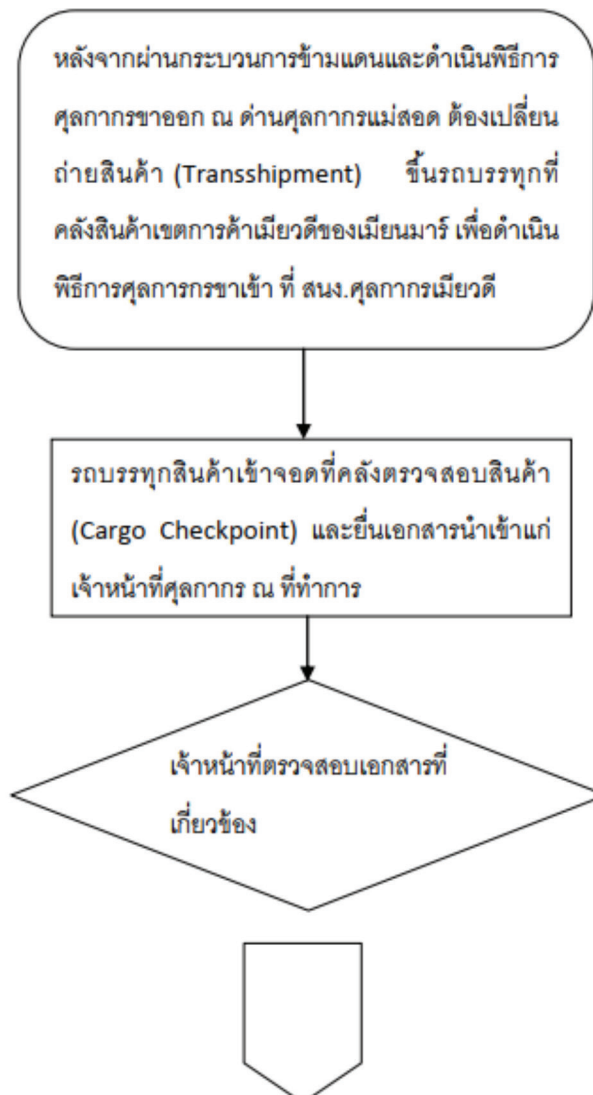 หลังจากผ่านกระบวนการข้ามแดนและดำเนินพิธีการ
ศุลกากรขาออก ณ ด่านศุลกากรแม่สอด ต้องเปลี่ยน
ถ่ายสินค้า (Transshipment) ขึ้นรถบรรทุกที่
คลังสินค้าเขตการค้าเมียวดีของเมียนมาร์ เพื่อดำเนิน
พิธีการศุลการกรขาเข้า ที่ สนง.ศุลกากรเมียวดี
รถบรรทุกสินค้าเข้าจอดที่คลังตรวจสอบสินค้า
(Cargo Checkpoint) และยื่นเอกสารนำเข้าแก่
เจ้าหน้าที่ศุลกากร ณ ที่ทำการ
เจ้าหน้าที่ตรวจสอบเอกสารที่
เกี่ยวข้อง